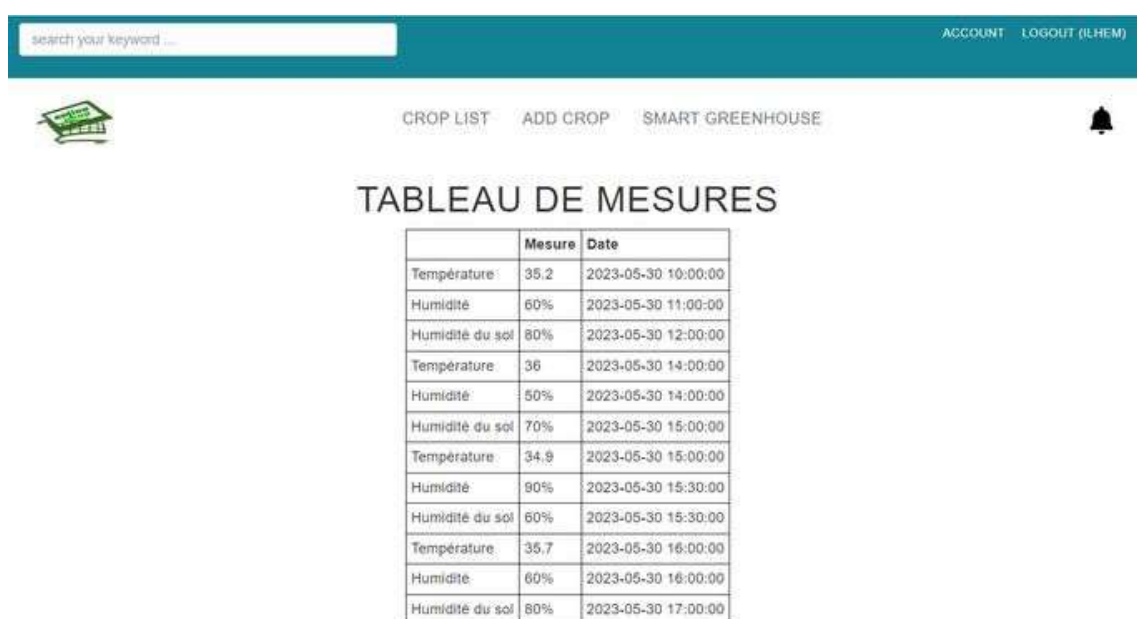 search your keyword ...
ACCOUNT LOGOUT (ILHEM)
CROP LIST ADD CROP SMART GREENHOUSE
TABLEAU DE MESURES
Mesure Date
Température 35.2 2023-05-30 10:00:00
Humidité 60% 2023-05-30 11:00:00
Humidité du sol 80% 2023-05-30 12:00:00
Température 36 2023-05-30 14:00:00
Humidité 50% 2023-05-30 14:00:00
Humidité du sol 70% 2023-05-30 15:00:00
Température 34.9 2023-05-30 15:00:00
Humidité 90% 2023-05-30 15:30:00
Humidité du sol 60% 2023-05-30 15:30:00
Température 35.7 2023-05-30 16:00:00
Humidité 60% 2023-05-30 16:00:00
Humidité du sol 80% 2023-05-30 17:00:00